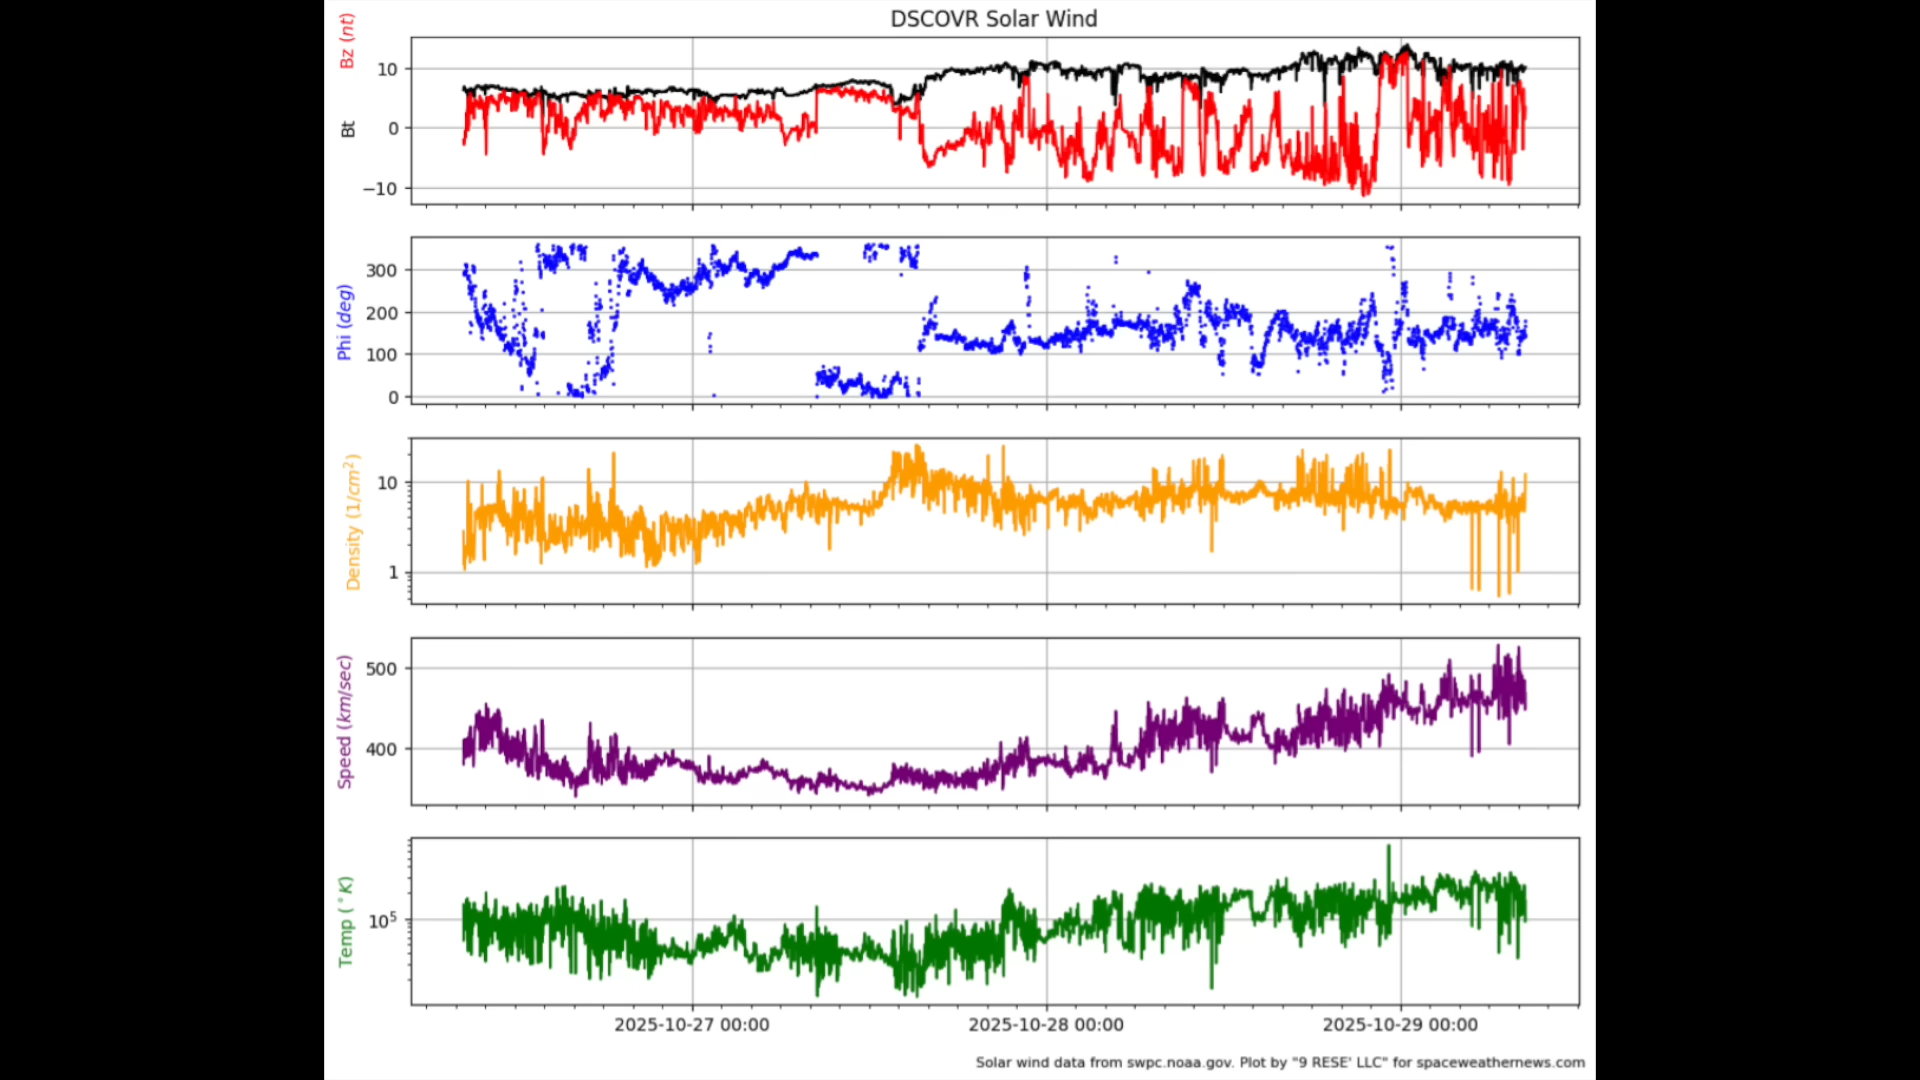 DSCOVR Solar Wind
Bz (nt)
Bt
10
0
−10
Phi (deg)
300
200
100
0
Density (1/cm²)
10
1
Speed (km/sec)
500
400
Temp (°K)
10⁵
2025-10-27 00:00
2025-10-28 00:00
2025-10-29 00:00
Solar wind data from swpc.noaa.gov. Plot by "9 RESE' LLC" for spaceweathernews.com